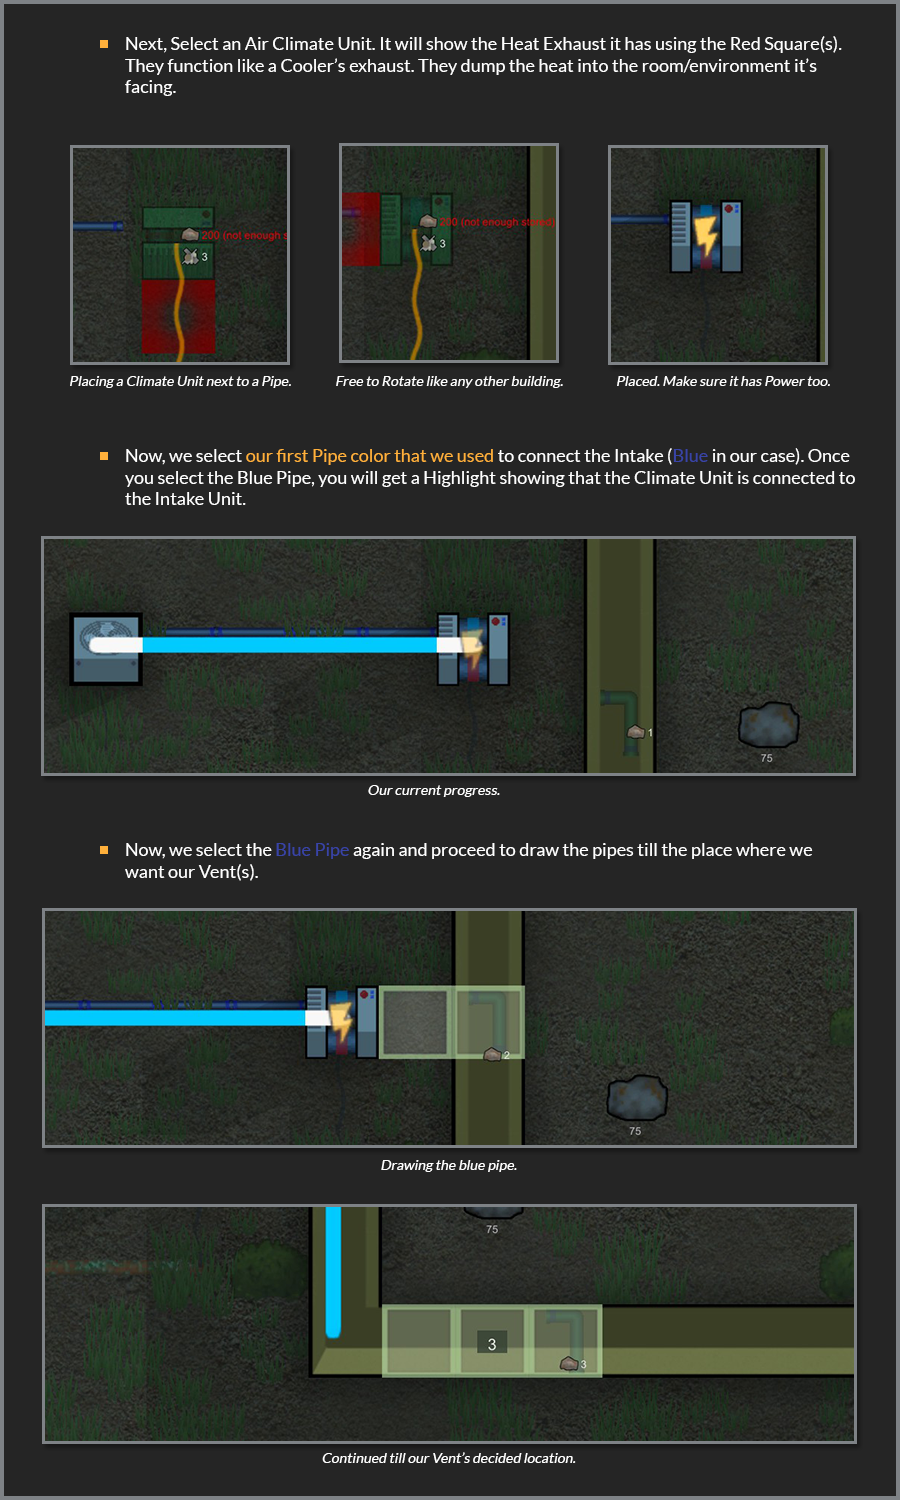 Next, Select an Air Climate Unit. It will show the Heat Exhaust it has using the Red Square(s).
They function like a Cooler's exhaust. They dump the heat into the room/environment it's
facing.
200 (not enough s
3
200 (not enough stored)
3
Placing a Climate Unit next to a Pipe.
Free to Rotate like any other building.
Placed. Make sure it has Power too.
Now, we select our first Pipe color that we used to connect the Intake (Blue in our case). Once
you select the Blue Pipe, you will get a Highlight showing that the Climate Unit is connected to
the Intake Unit.
1
75
Our current progress.
Now, we select the Blue Pipe again and proceed to draw the pipes till the place where we
want our Vent(s).
2
75
Drawing the blue pipe.
75
3
3
Continued till our Vent's decided location.